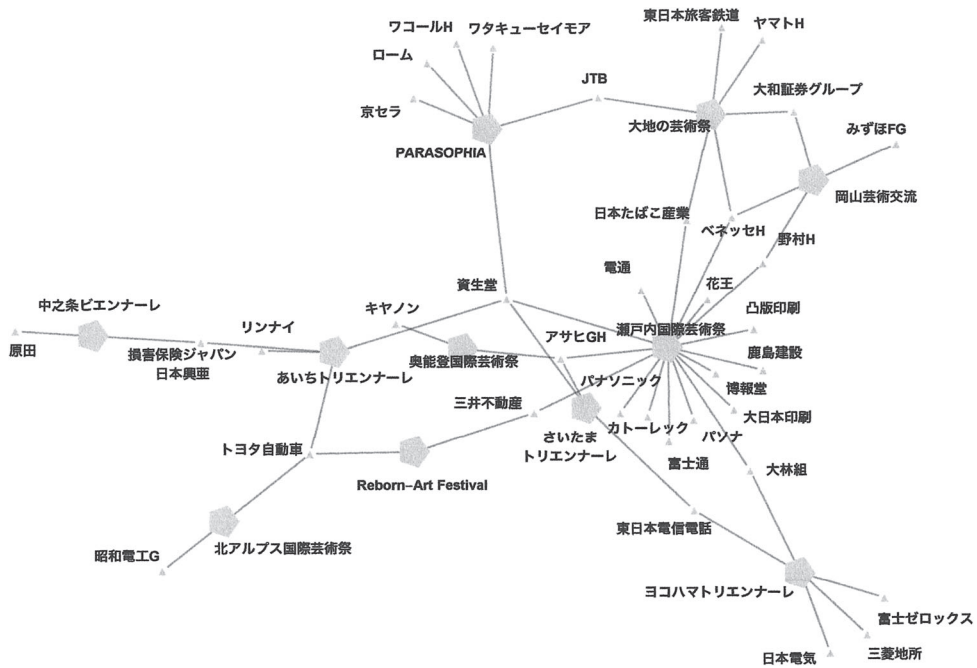 東日本旅客鉄道
ワコールH
ワタキューセイモア
ヤマトH
ローム
JTB
大和証券グループ
京セラ
大地の芸術祭
みずほFG
PARASOPHIA
岡山芸術交流
日本たばこ産業
ベネッセH
野村H
電通
資生堂
花王
中之条ビエンナーレ
キヤノン
凸版印刷
リンナイ
アサヒGH
瀬戸内国際芸術祭
原田
損害保険ジャパン
日本興亜
奥能登国際芸術祭
鹿島建設
あいちトリエンナーレ
パナソニック
博報堂
三井不動産
大日本印刷
カトーレック
パソナ
さいたま
トリエンナーレ
トヨタ自動車
富士通
大林組
Reborn–Art Festival
東日本電信電話
昭和電工G
北アルプス国際芸術祭
ヨコハマトリエンナーレ
富士ゼロックス
日本電気
三菱地所